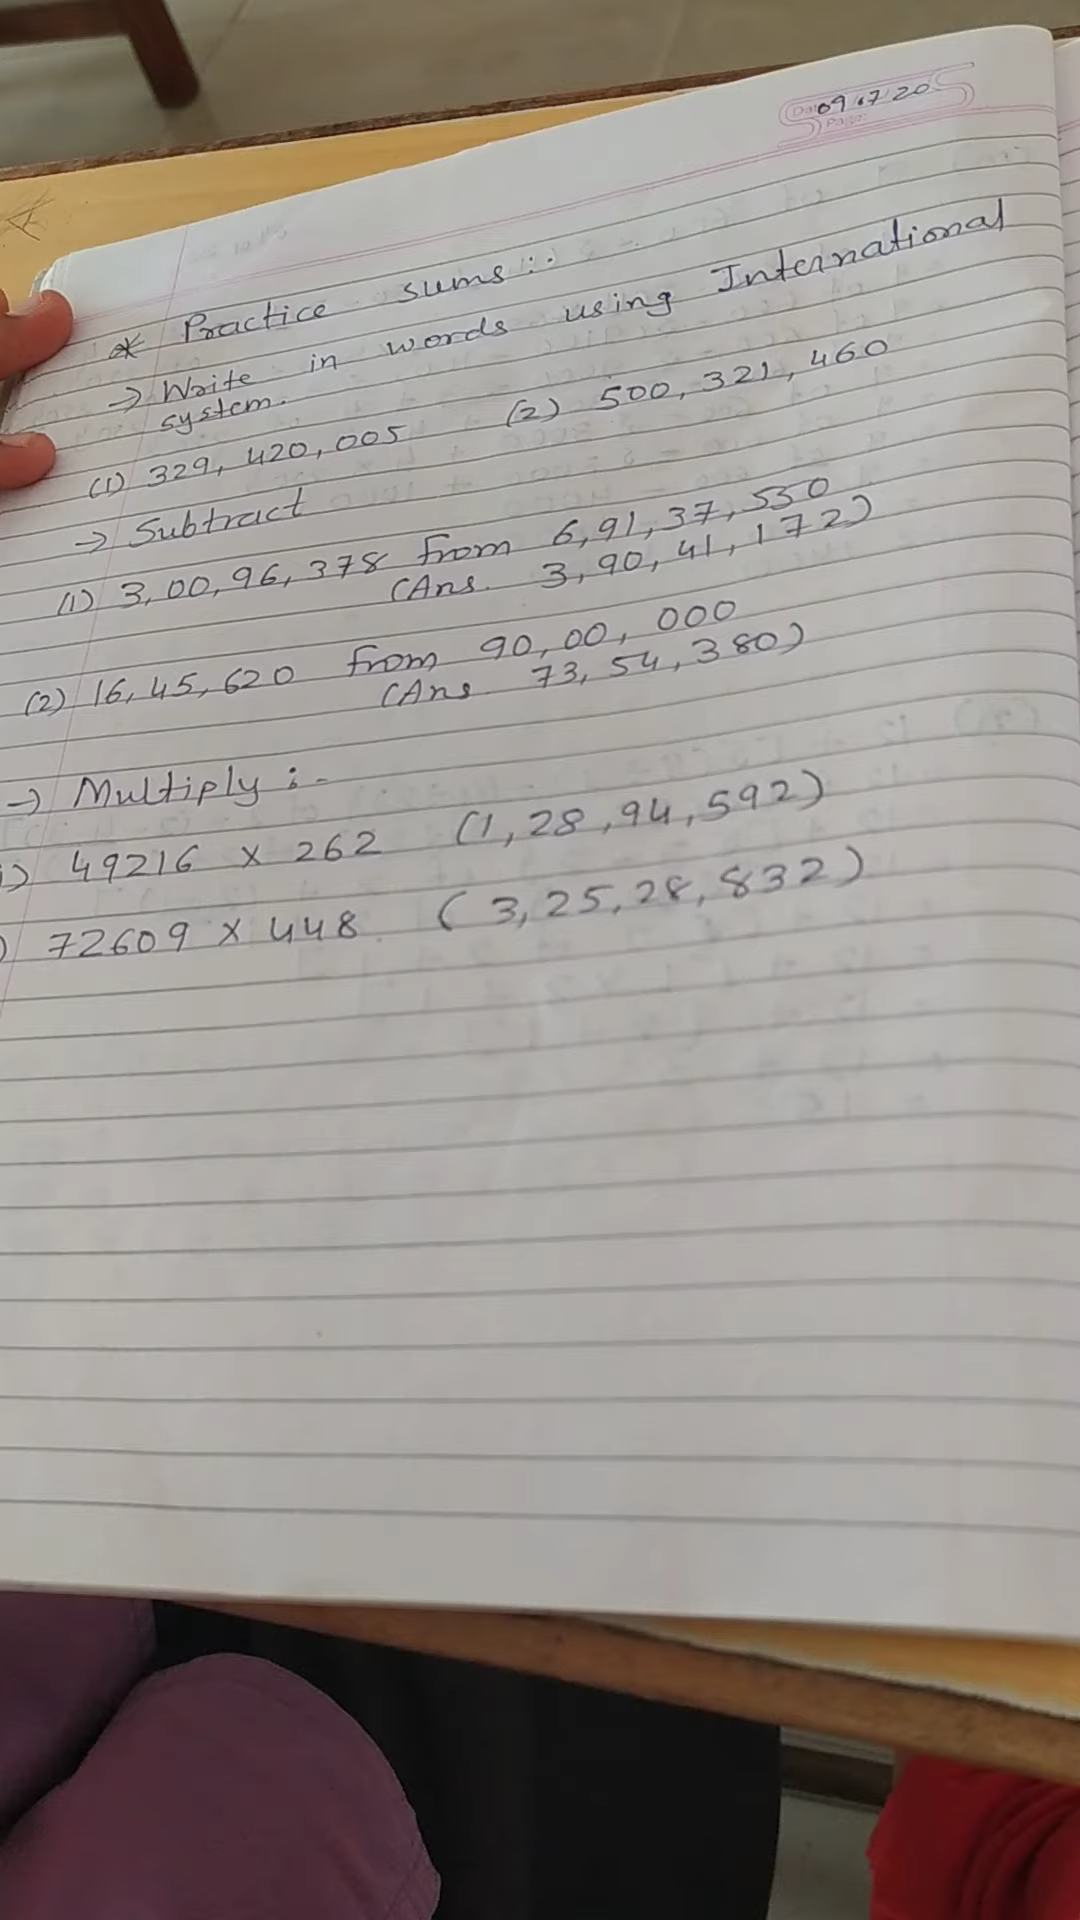 Date 09.07.20
Page:
* Practice sums :-
→ Write in words using International
system.
(1) 329, 420, 005 (2) 500, 321, 460
→ Subtract
(1) 3,00,96,378 from 6,91,37,550
(Ans. 3,90,41,172)
(2) 16,45,620 from 90,00,000
(Ans. 73,54,380)
→ Multiply :-
49216 × 262 (1,28,94,592)
72609 × 448. (3,25,28,832)